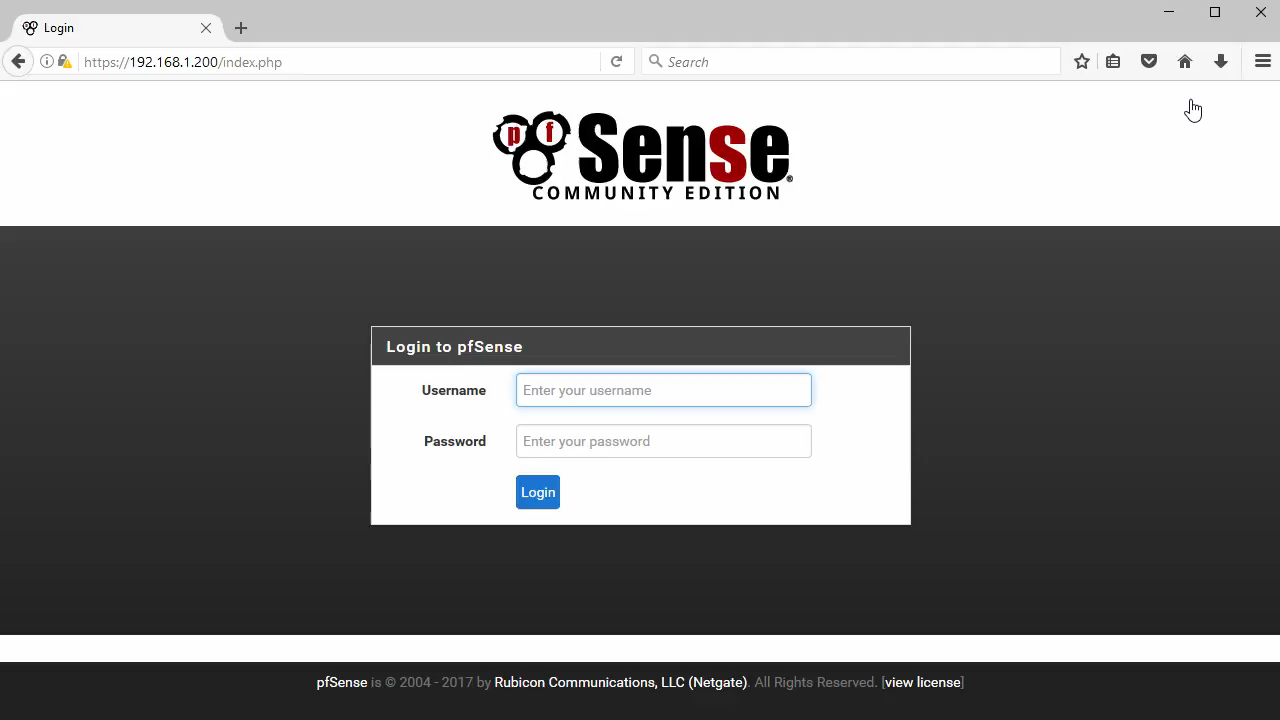 Login
https://192.168.1.200/index.php
Search
pf Sense®
COMMUNITY EDITION
Login to pfSense
Username
Enter your username
Password
Enter your password
Login
pfSense is © 2004 - 2017 by Rubicon Communications, LLC (Netgate). All Rights Reserved. [view license]